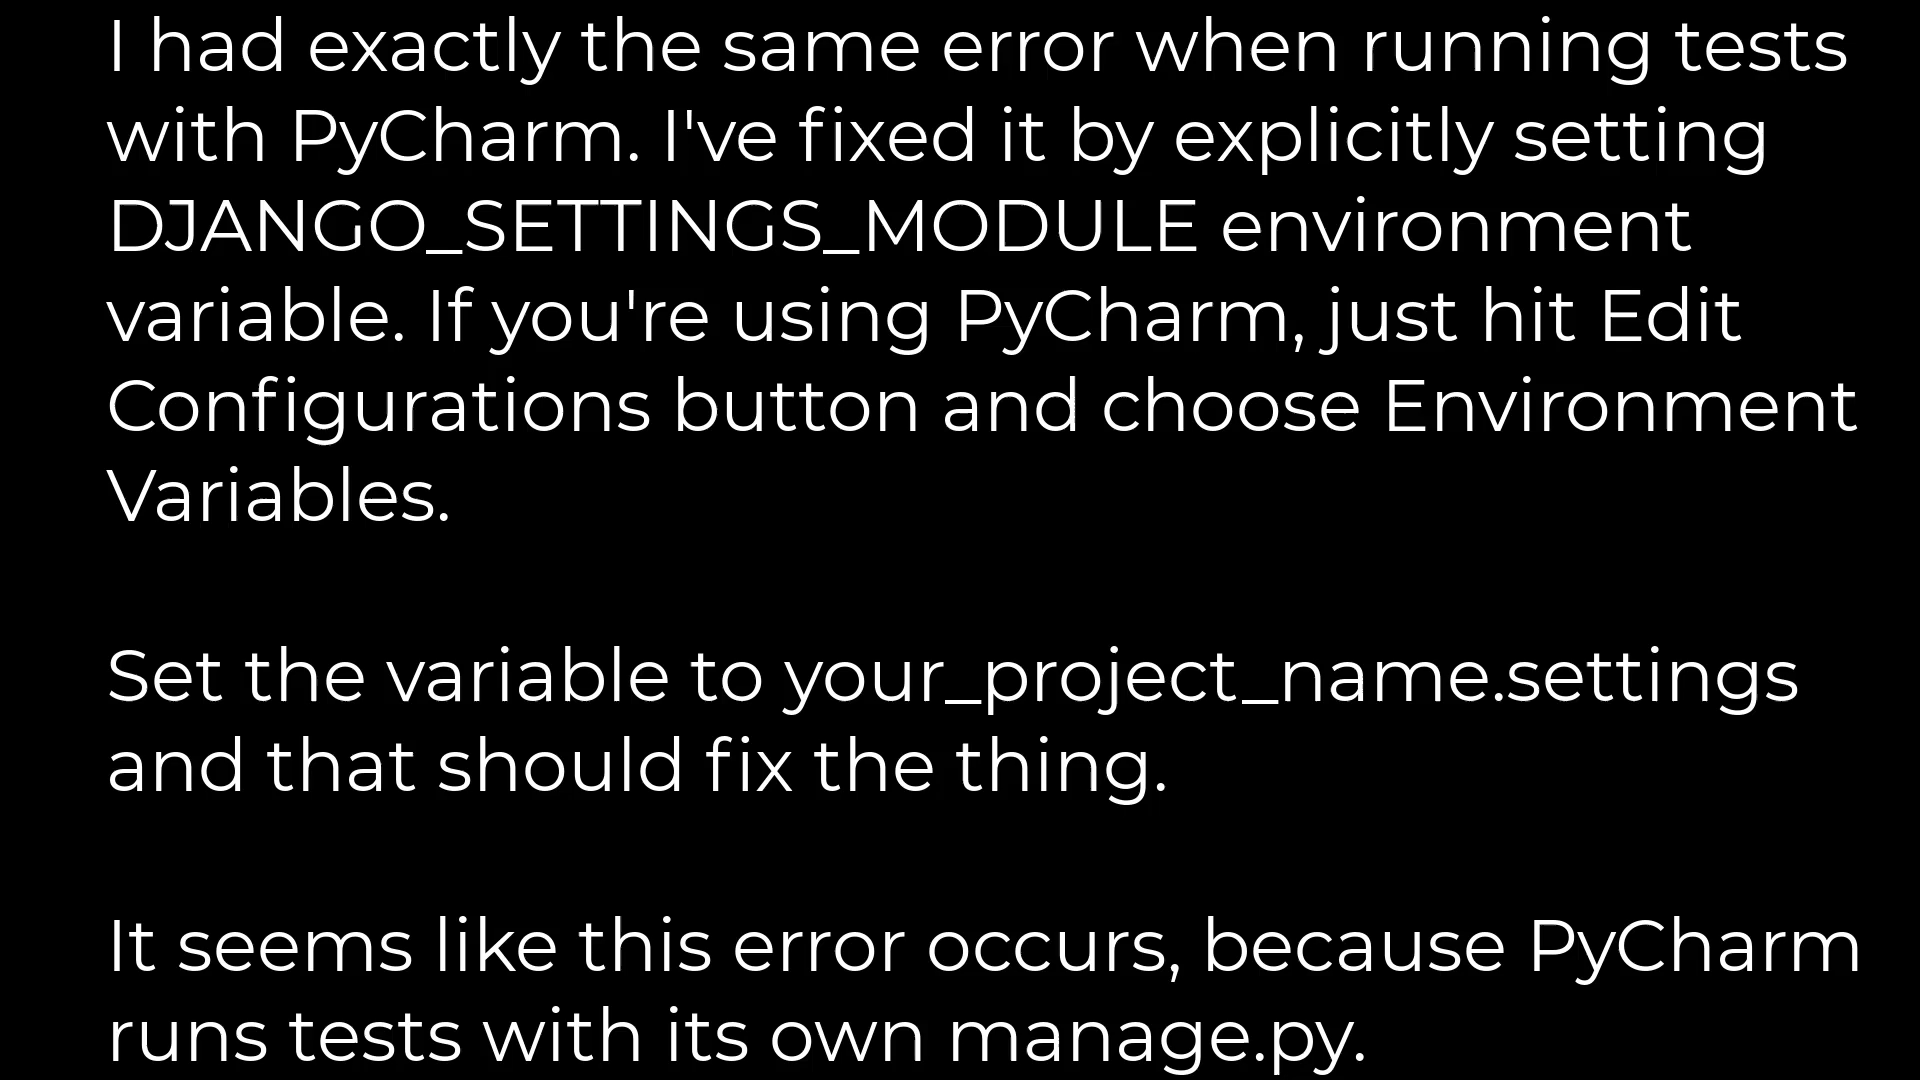 I had exactly the same error when running tests
with PyCharm. I've fixed it by explicitly setting
DJANGO_SETTINGS_MODULE environment
variable. If you're using PyCharm, just hit Edit
Configurations button and choose Environment
Variables.
Set the variable to your_project_name.settings
and that should fix the thing.
It seems like this error occurs, because PyCharm
runs tests with its own manage.py.